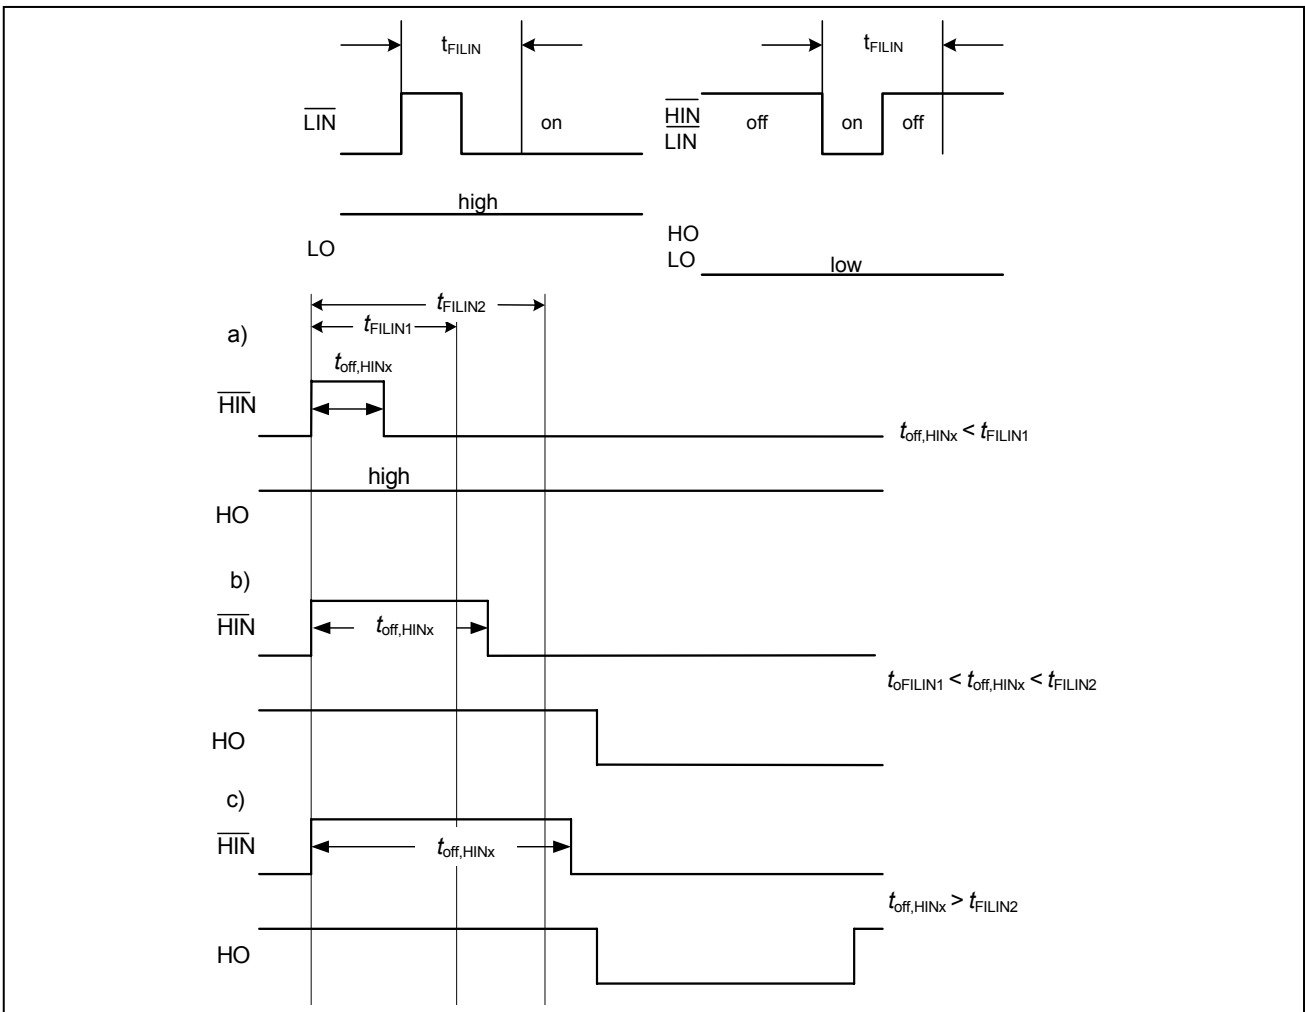 tFILIN
tFILIN
LIN
on
HIN
LIN
off
on
off
high
LO
HO
LO
low
tFILIN2
tFILIN1
a)
toff,HINx
HIN
toff,HINx < tFILIN1
high
HO
b)
HIN
toff,HINx
toFILIN1 < toff,HINx < tFILIN2
HO
c)
HIN
toff,HINx
toff,HINx > tFILIN2
HO